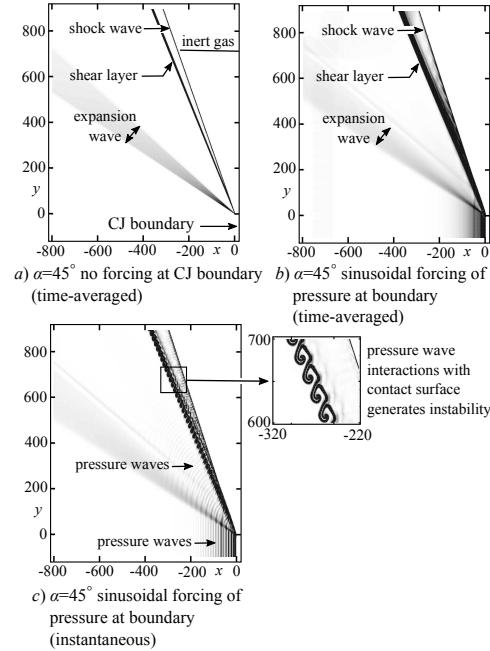 800
600
400
200
y
0
shock wave
inert gas
shear layer
expansion
wave
CJ boundary
-800 -600 -400 -200 x 0
a) α=45° no forcing at CJ boundary
(time-averaged)
800
600
400
200
y
0
shock wave
shear layer
expansion
wave
-800 -600 -400 -200 x 0
b) α=45° sinusoidal forcing of
pressure at boundary
(time-averaged)
800
600
400
200
y
0
pressure waves
pressure waves
-800 -600 -400 -200 x 0
700
600
-320 -220
pressure wave
interactions with
contact surface
generates instability
c) α=45° sinusoidal forcing of
pressure at boundary
(instantaneous)